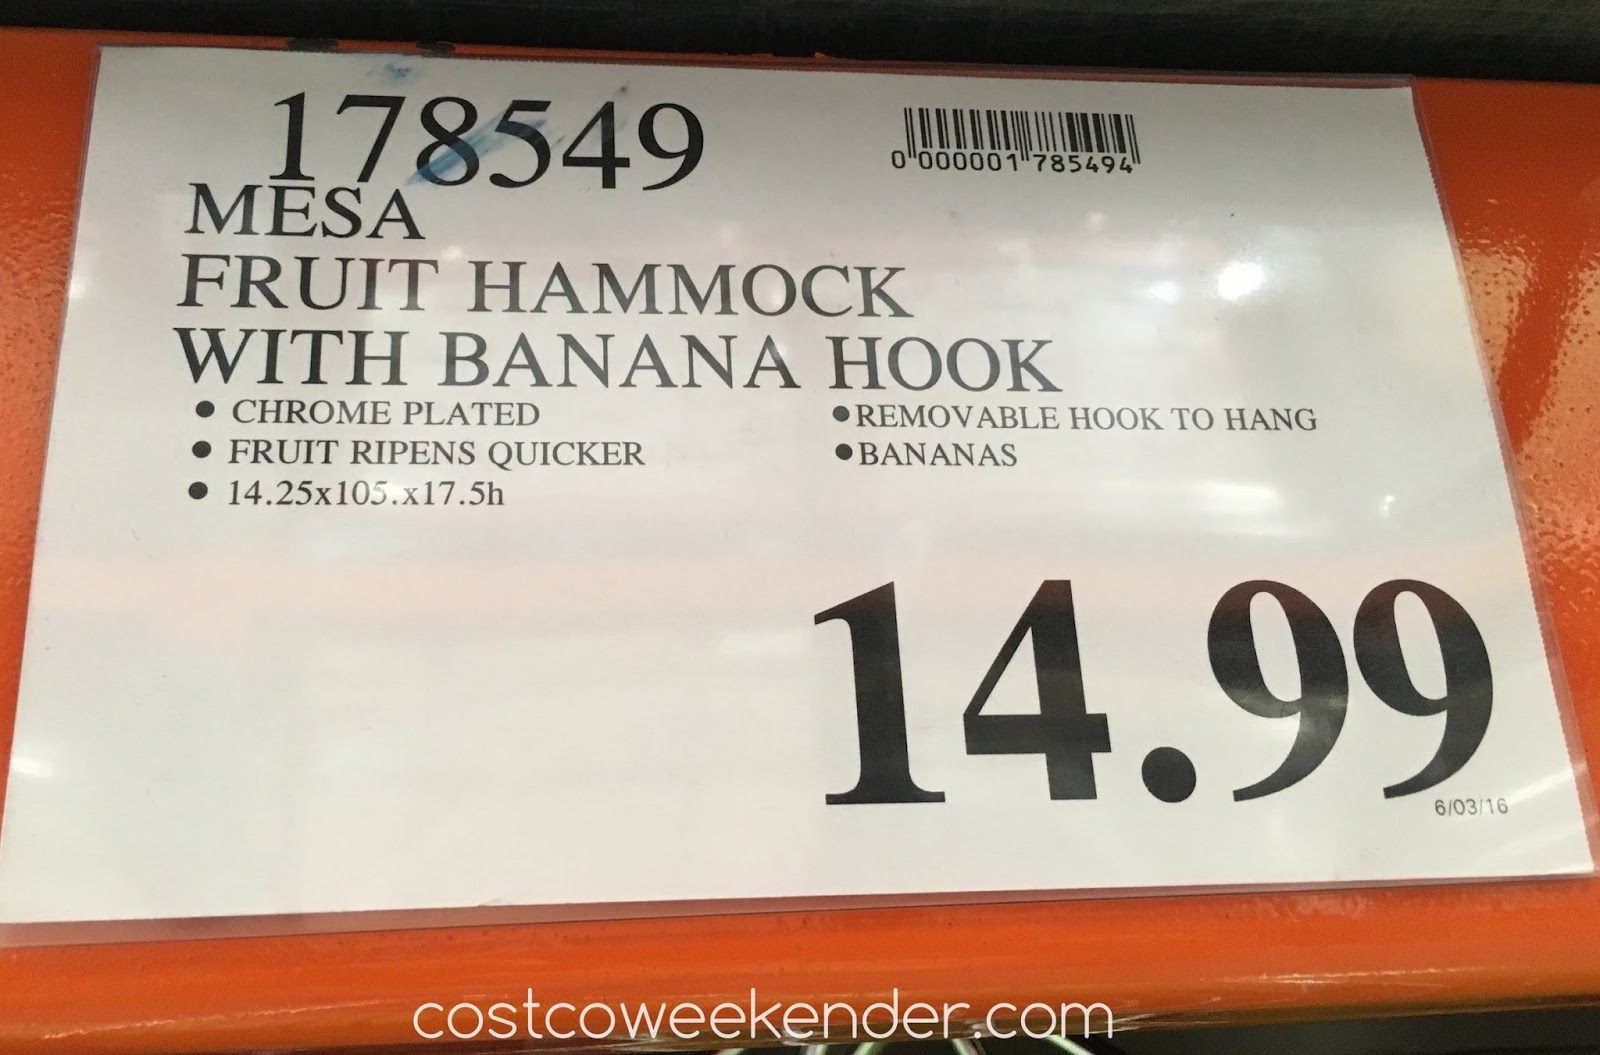 178549
0 000001 785494
MESA
FRUIT HAMMOCK
WITH BANANA HOOK
• CHROME PLATED
• FRUIT RIPENS QUICKER
• 14.25x105.x17.5h
•REMOVABLE HOOK TO HANG
•BANANAS
14.99
6/03/16
costcoweekender.com